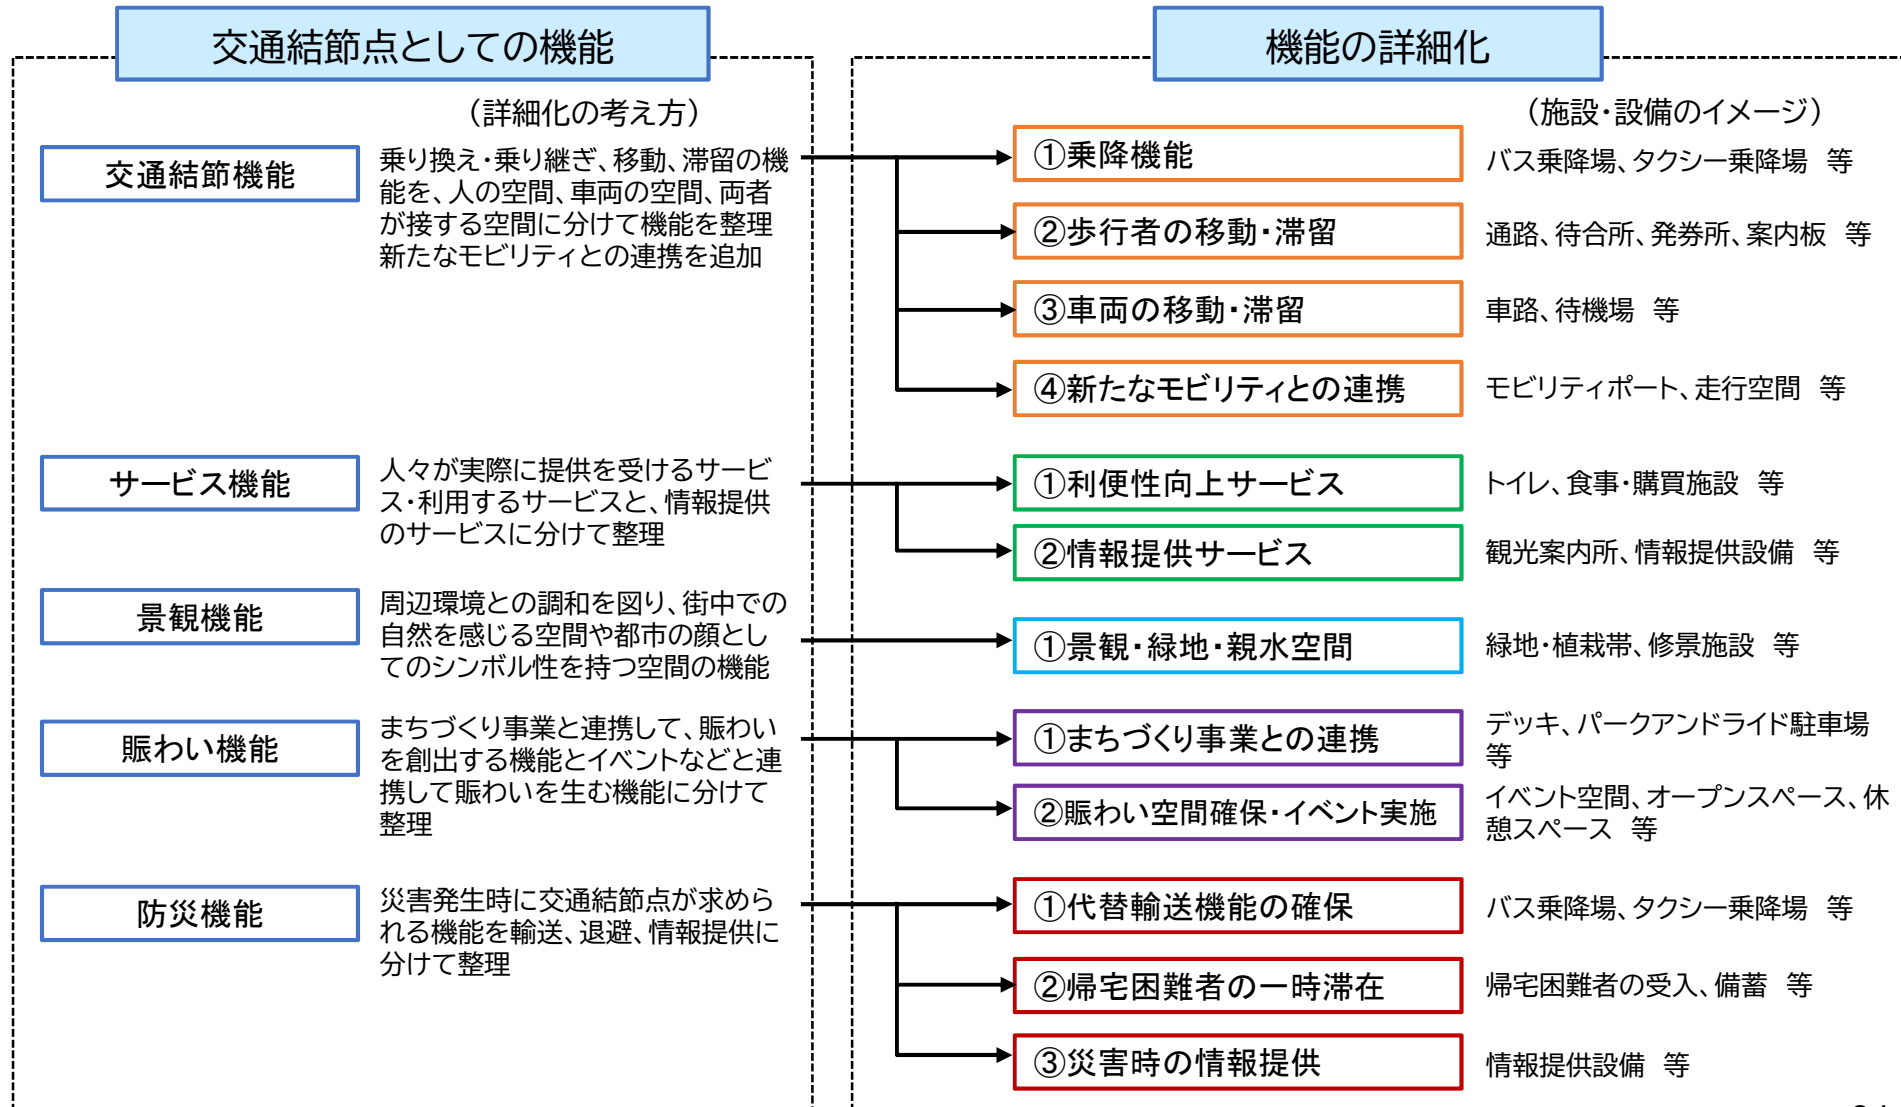 交通結節点としての機能
機能の詳細化
（詳細化の考え方）
（施設・設備のイメージ）
交通結節機能
乗り換え・乗り継ぎ、移動、滞留の機
能を、人の空間、車両の空間、両者
が接する空間に分けて機能を整理
新たなモビリティとの連携を追加
①乗降機能
バス乗降場、タクシー乗降場　等
②歩行者の移動・滞留
通路、待合所、発券所、案内板　等
③車両の移動・滞留
車路、待機場　等
④新たなモビリティとの連携
モビリティポート、走行空間　等
サービス機能
人々が実際に提供を受けるサービ
ス・利用するサービスと、情報提供
のサービスに分けて整理
①利便性向上サービス
トイレ、食事・購買施設　等
②情報提供サービス
観光案内所、情報提供設備　等
景観機能
周辺環境との調和を図り、街中での
自然を感じる空間や都市の顔とし
てのシンボル性を持つ空間の機能
①景観・緑地・親水空間
緑地・植栽帯、修景施設　等
賑わい機能
まちづくり事業と連携して、賑わい
を創出する機能とイベントなどと連
携して賑わいを生む機能に分けて
整理
①まちづくり事業との連携
デッキ、パークアンドライド駐車場
等
②賑わい空間確保・イベント実施
イベント空間、オープンスペース、休
憩スペース　等
防災機能
災害発生時に交通結節点が求めら
れる機能を輸送、退避、情報提供に
分けて整理
①代替輸送機能の確保
バス乗降場、タクシー乗降場　等
②帰宅困難者の一時滞在
帰宅困難者の受入、備蓄　等
③災害時の情報提供
情報提供設備　等